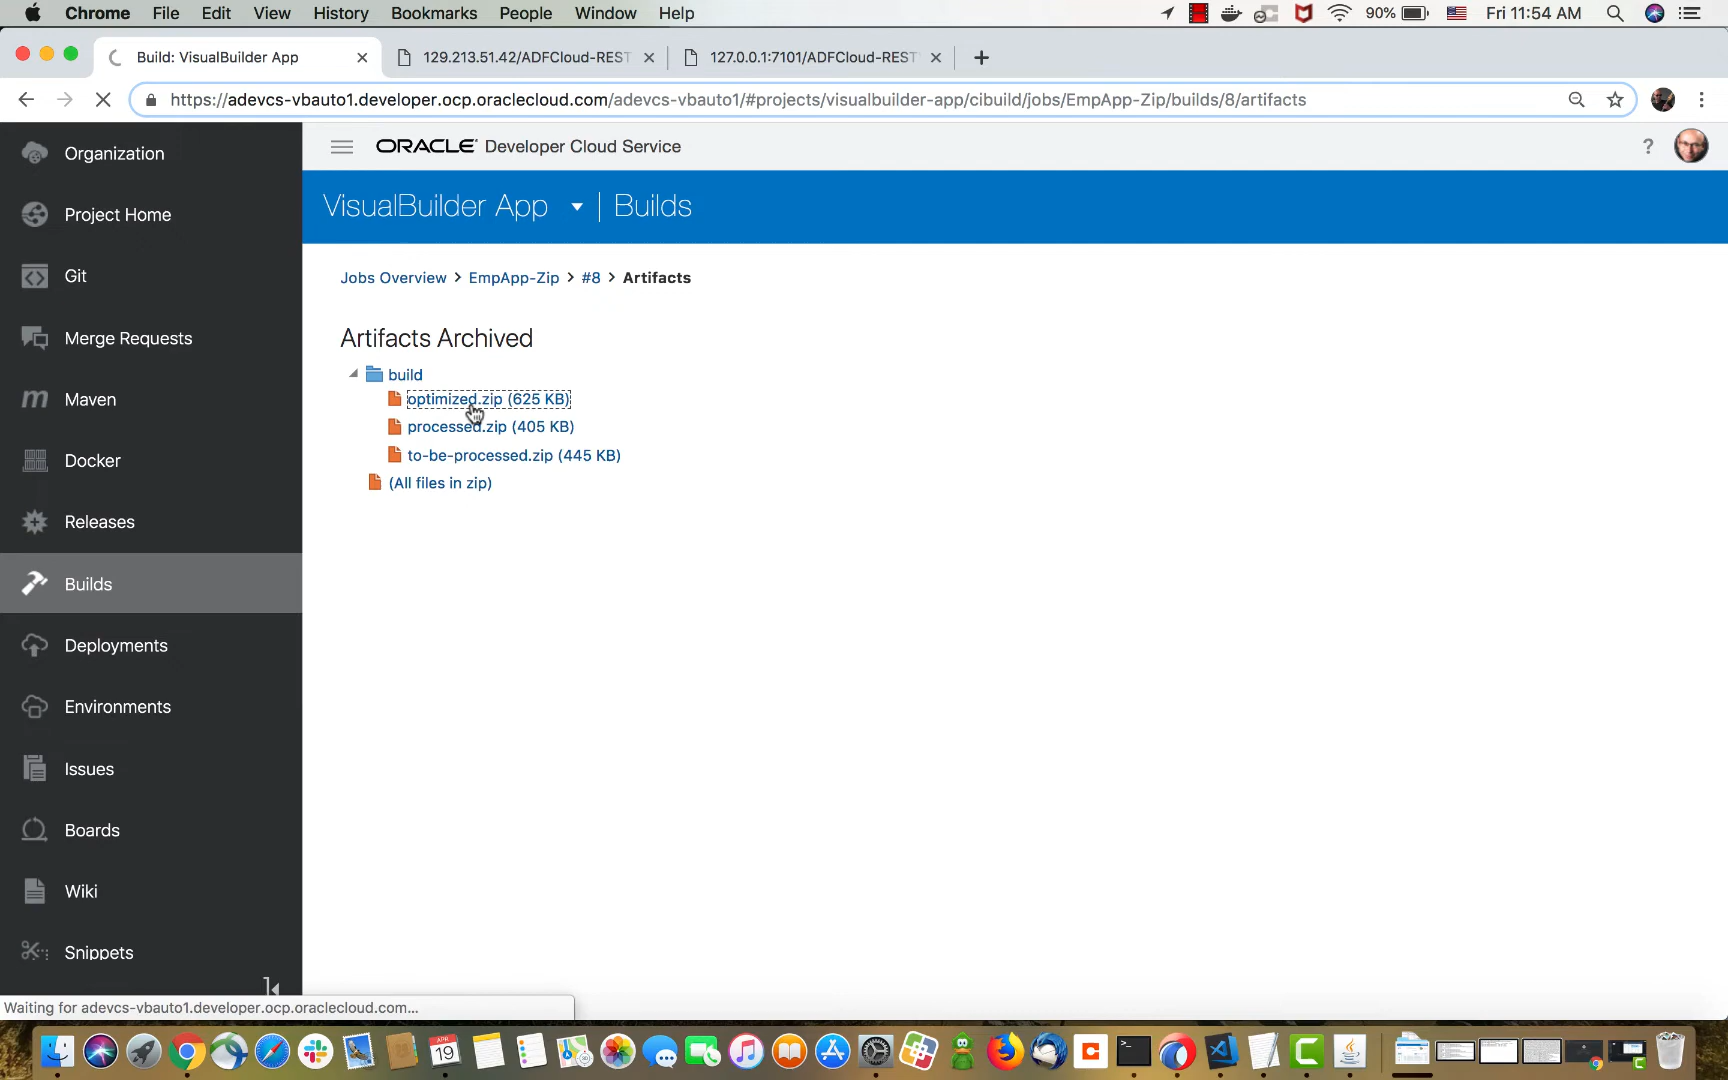 Chrome File Edit View History Bookmarks People Window Help 90% Fri 11:54 AM
Build: VisualBuilder App 129.213.51.42/ADFCloud-REST 127.0.0.1:7101/ADFCloud-REST
https://adevcs-vbauto1.developer.ocp.oraclecloud.com/adevcs-vbauto1/#projects/visualbuilder-app/cibuild/jobs/EmpApp-Zip/builds/8/artifacts
Organization
Project Home
Git
Merge Requests
Maven
Docker
Releases
Builds
Deployments
Environments
Issues
Boards
Wiki
Snippets
ORACLE Developer Cloud Service ?
VisualBuilder App | Builds
Jobs Overview > EmpApp-Zip > #8 > Artifacts
Artifacts Archived
build
optimized.zip (625 KB)
processed.zip (405 KB)
to-be-processed.zip (445 KB)
(All files in zip)
Waiting for adevcs-vbauto1.developer.ocp.oraclecloud.com...
APR
19